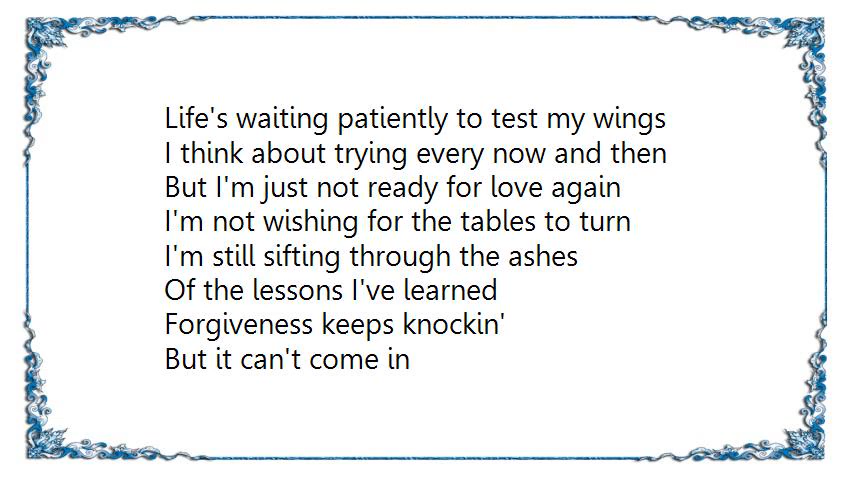 Life's waiting patiently to test my wings
I think about trying every now and then
But I'm just not ready for love again
I'm not wishing for the tables to turn
I'm still sifting through the ashes
Of the lessons I've learned
Forgiveness keeps knockin'
But it can't come in